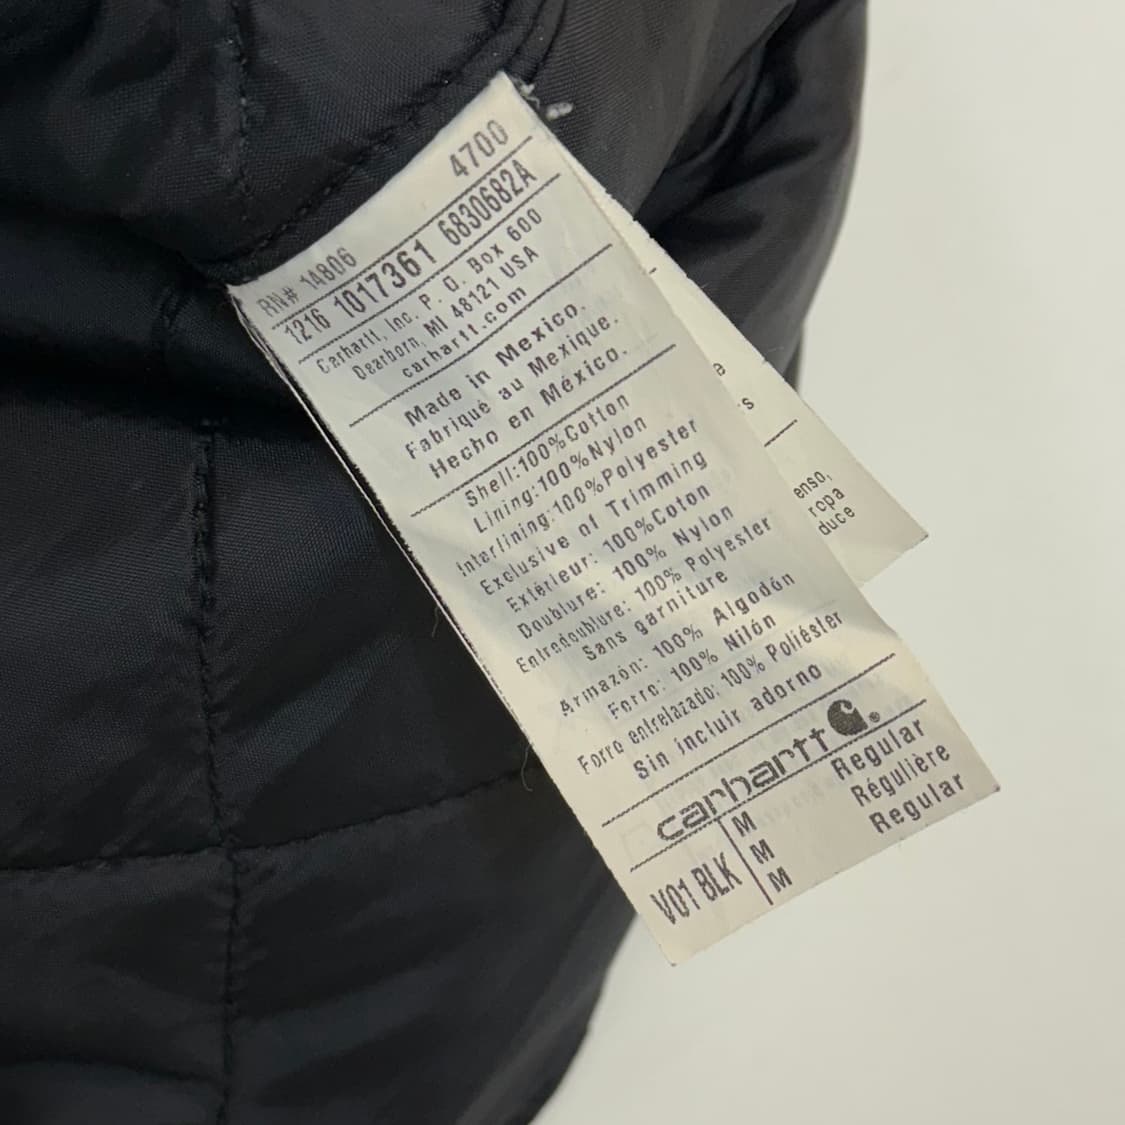 RN# 14806 4700
1216 1017361 6830682A
Carhartt, Inc. P. O. Box 600
Dearborn, MI 48121 USA
carhartt.com
Made in Mexico.
Fabriqué au Mexique.
Hecho en México.
Shell:100%Cotton
Lining:100%Nylon
Interlining:100%Polyester
Exclusive of Trimming
Extérieur: 100%Coton
Doublure: 100% Nylon
Entredoublure: 100% Polyester
Sans garniture
Armazón: 100% Algodón
Forro: 100% Nilón
Forro entrelazado: 100% Poliéster
Sin incluir adorno
carhartt ®
V01 BLK
M Regular
M Régulière
M Regular
enso,
ropa
duce